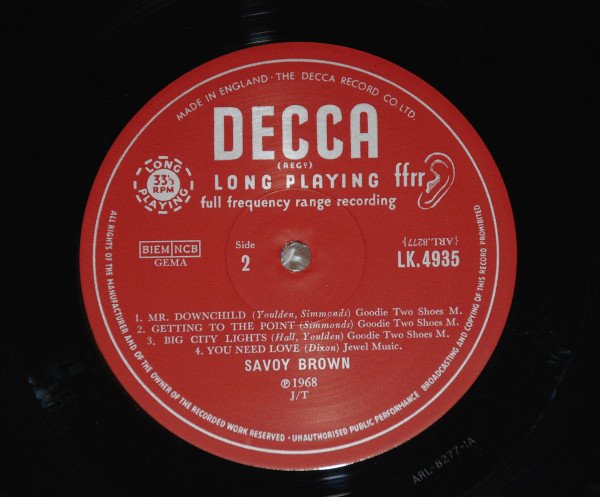 MADE IN ENGLAND · THE DECCA RECORD CO. LTD.
DECCA
(REGD)
LONG PLAYING
33⅓ RPM
LONG PLAYING ffrr
full frequency range recording
BIEM NCB
GEMA
Side
2
{ARL.8277}
LK.4935
1. MR. DOWNCHILD (Youlden, Simmonds) Goodie Two Shoes M.
2. GETTING TO THE POINT (Simmonds) Goodie Two Shoes M.
3. BIG CITY LIGHTS (Hall, Youlden) Goodie Two Shoes M.
4. YOU NEED LOVE (Dixon) Jewel Music.
SAVOY BROWN
℗1968
J/T
ALL RIGHTS OF THE MANUFACTURER AND OF THE OWNER OF THE RECORDED WORK RESERVED · UNAUTHORISED PUBLIC PERFORMANCE BROADCASTING AND COPYING OF THIS RECORD PROHIBITED
ARL-8277-1A